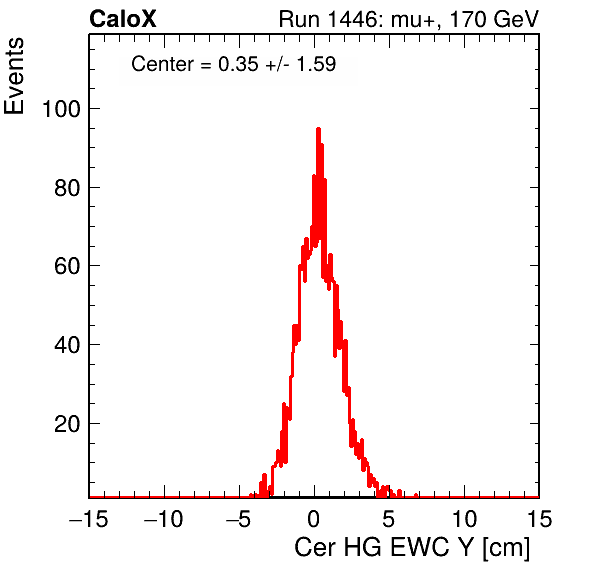 CaloX Run 1446: mu+, 170 GeV
Center = 0.35 +/- 1.59
Events
100
80
60
40
20
−15 −10 −5 0 5 10 15
Cer HG EWC Y [cm]